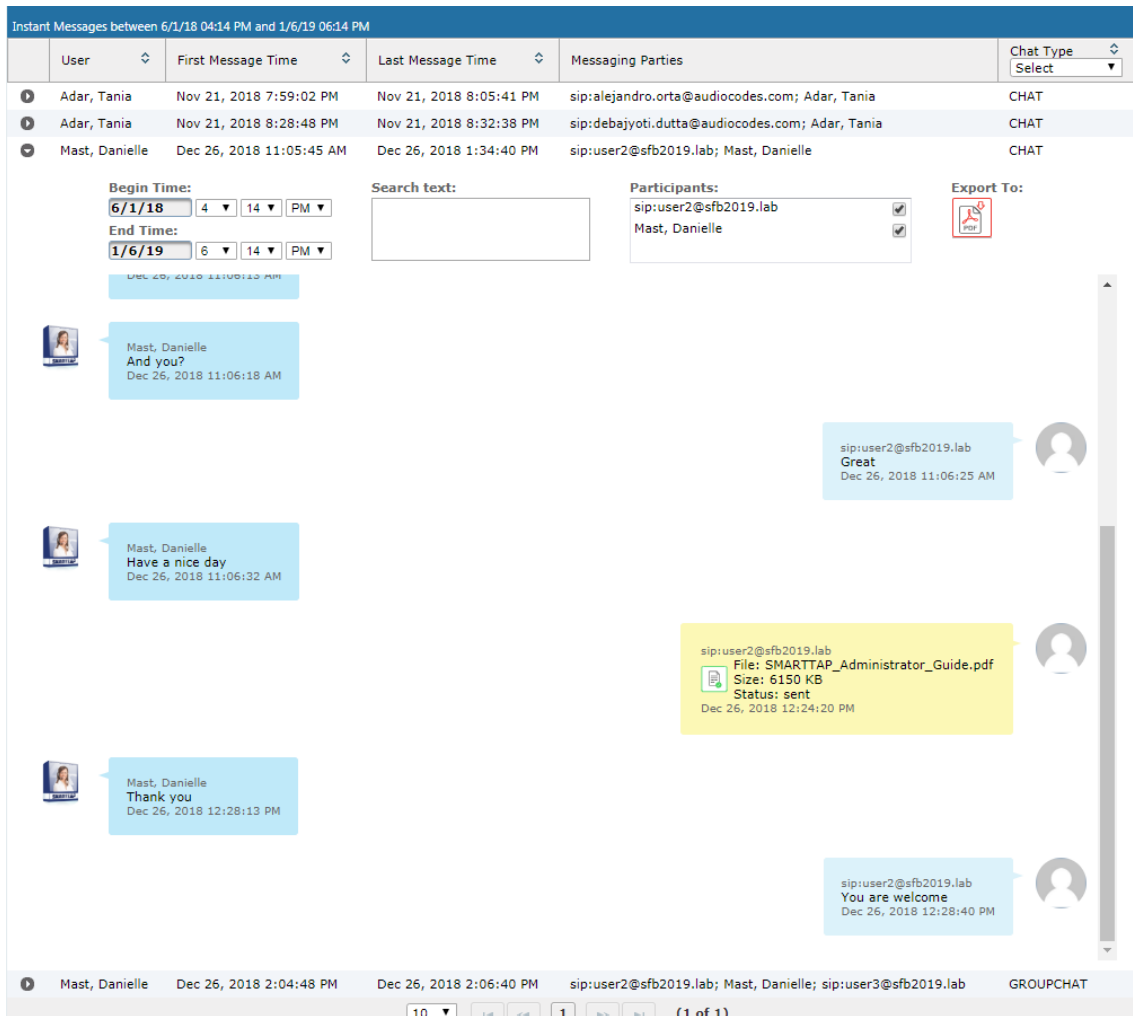 Instant Messages between 6/1/18 04:14 PM and 1/6/19 06:14 PM
User First Message Time Last Message Time Messaging Parties Chat Type
Select
Adar, Tania Nov 21, 2018 7:59:02 PM Nov 21, 2018 8:05:41 PM sip:alejandro.orta@audiocodes.com; Adar, Tania CHAT
Adar, Tania Nov 21, 2018 8:28:48 PM Nov 21, 2018 8:32:38 PM sip:debajyoti.dutta@audiocodes.com; Adar, Tania CHAT
Mast, Danielle Dec 26, 2018 11:05:45 AM Dec 26, 2018 1:34:40 PM sip:user2@sfb2019.lab; Mast, Danielle CHAT
Begin Time: Search text: Participants: Export To:
6/1/18 4 14 PM sip:user2@sfb2019.lab
End Time: Mast, Danielle PDF
1/6/19 6 14 PM
Dec 26, 2018 11:06:13 AM
Mast, Danielle
And you?
Dec 26, 2018 11:06:18 AM
SMARTTAP
sip:user2@sfb2019.lab
Great
Dec 26, 2018 11:06:25 AM
Mast, Danielle
Have a nice day
Dec 26, 2018 11:06:32 AM
SMARTTAP
sip:user2@sfb2019.lab
File: SMARTTAP_Administrator_Guide.pdf
Size: 6150 KB
Status: sent
Dec 26, 2018 12:24:20 PM
Mast, Danielle
Thank you
Dec 26, 2018 12:28:13 PM
SMARTTAP
sip:user2@sfb2019.lab
You are welcome
Dec 26, 2018 12:28:40 PM
Mast, Danielle Dec 26, 2018 2:04:48 PM Dec 26, 2018 2:06:40 PM sip:user2@sfb2019.lab; Mast, Danielle; sip:user3@sfb2019.lab GROUPCHAT
10 1 (1 of 1)